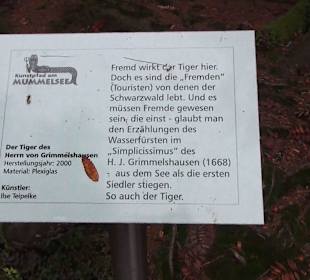 Kunstpfad am
MUMMELSEE
Der Tiger des
Herrn von Grimmelshausen
Herstellungsjahr: 2000
Material: Plexiglas
Künstler:
Ilse Teipelke
Fremd wirkt der Tiger hier.
Doch es sind die „Fremden"
(Touristen) von denen der
Schwarzwald lebt. Und es
müssen Fremde gewesen
sein, die einst - glaubt man
den Erzählungen des
Wasserfürsten im
„Simplicissimus" des
H. J. Grimmelshausen (1668)
- aus dem See als die ersten
Siedler stiegen.
So auch der Tiger.